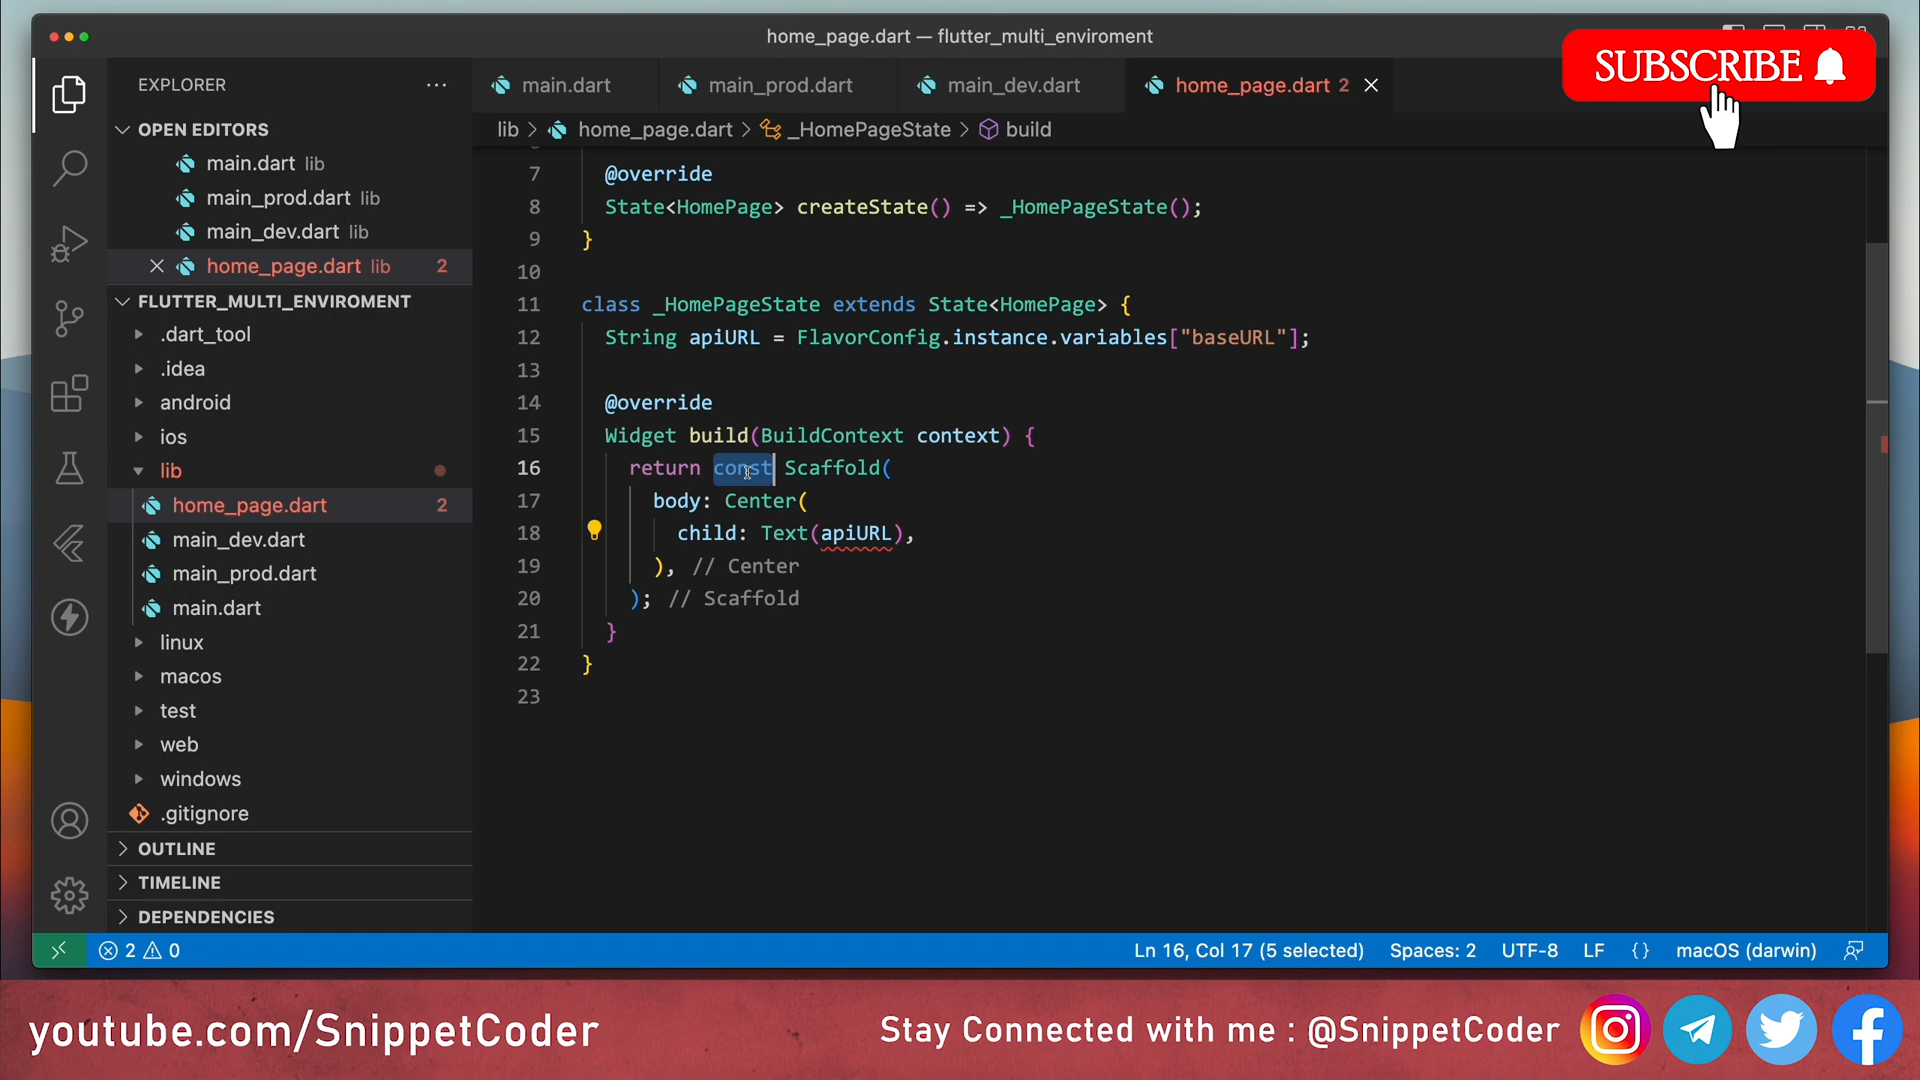 home_page.dart — flutter_multi_enviroment
SUBSCRIBE
EXPLORER
main.dart
main_prod.dart
main_dev.dart
home_page.dart 2
lib > home_page.dart > _HomePageState > build
OPEN EDITORS
main.dart lib
main_prod.dart lib
main_dev.dart lib
home_page.dart lib 2
FLUTTER_MULTI_ENVIROMENT
.dart_tool
.idea
android
ios
lib
home_page.dart 2
main_dev.dart
main_prod.dart
main.dart
linux
macos
test
web
windows
.gitignore
OUTLINE
TIMELINE
DEPENDENCIES
7 @override
8 State<HomePage> createState() => _HomePageState();
9 }
10
11 class _HomePageState extends State<HomePage> {
12 String apiURL = FlavorConfig.instance.variables["baseURL"];
13
14 @override
15 Widget build(BuildContext context) {
16 return const Scaffold(
17 body: Center(
18 child: Text(apiURL),
19 ), // Center
20 ); // Scaffold
21 }
22 }
23
2 0
Ln 16, Col 17 (5 selected)
Spaces: 2
UTF-8
LF
{}
macOS (darwin)
youtube.com/SnippetCoder
Stay Connected with me : @SnippetCoder